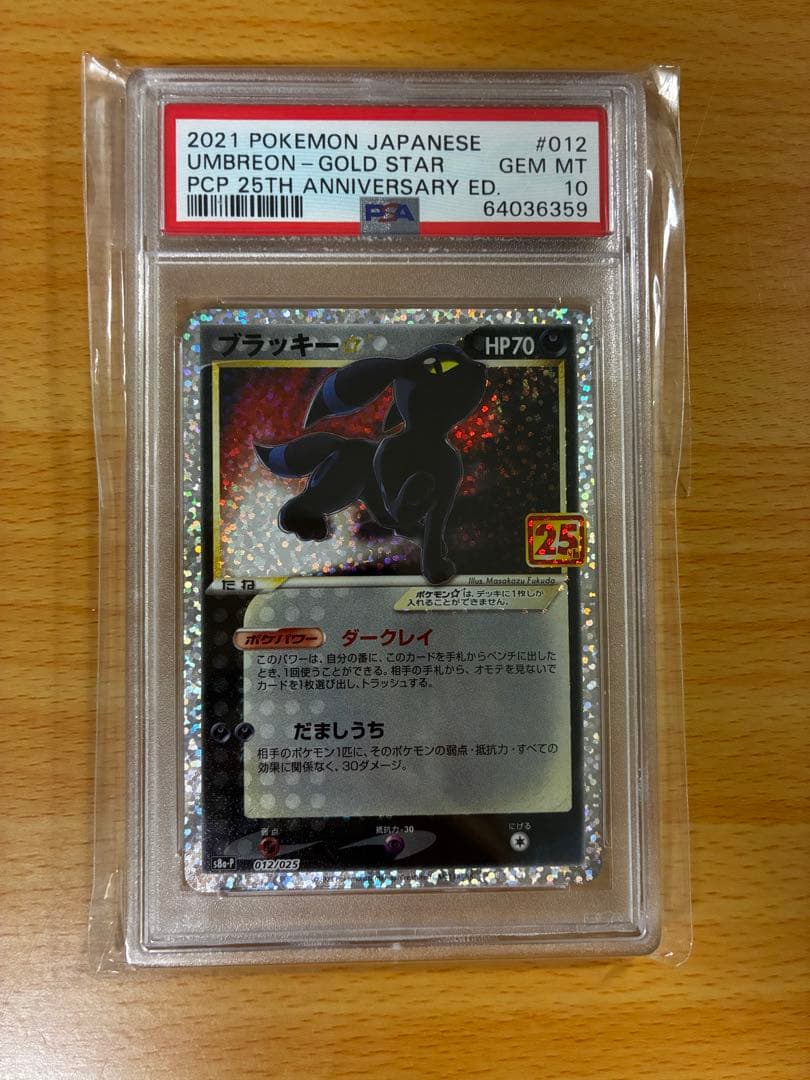 2021 POKEMON JAPANESE #012
UMBREON - GOLD STAR GEM MT
PCP 25TH ANNIVERSARY ED. 10
PSA 64036359
ブラッキー☆ HP70
25
たね
Illus. Masakazu Fukuda
ポケモン☆は、デッキに1枚しか
入れることができません。
ポケパワー ダークレイ
このパワーは、自分の番に、このカードを手札からベンチに出した
とき、1回使うことができる。相手の手札から、オモテを見ないで
カードを1枚選び出し、トラッシュする。
だましうち
相手のポケモン1匹に、そのポケモンの弱点・抵抗力・すべての
効果に関係なく、30ダメージ。
弱点 抵抗力 -30 にげる
s8a-P 012/025